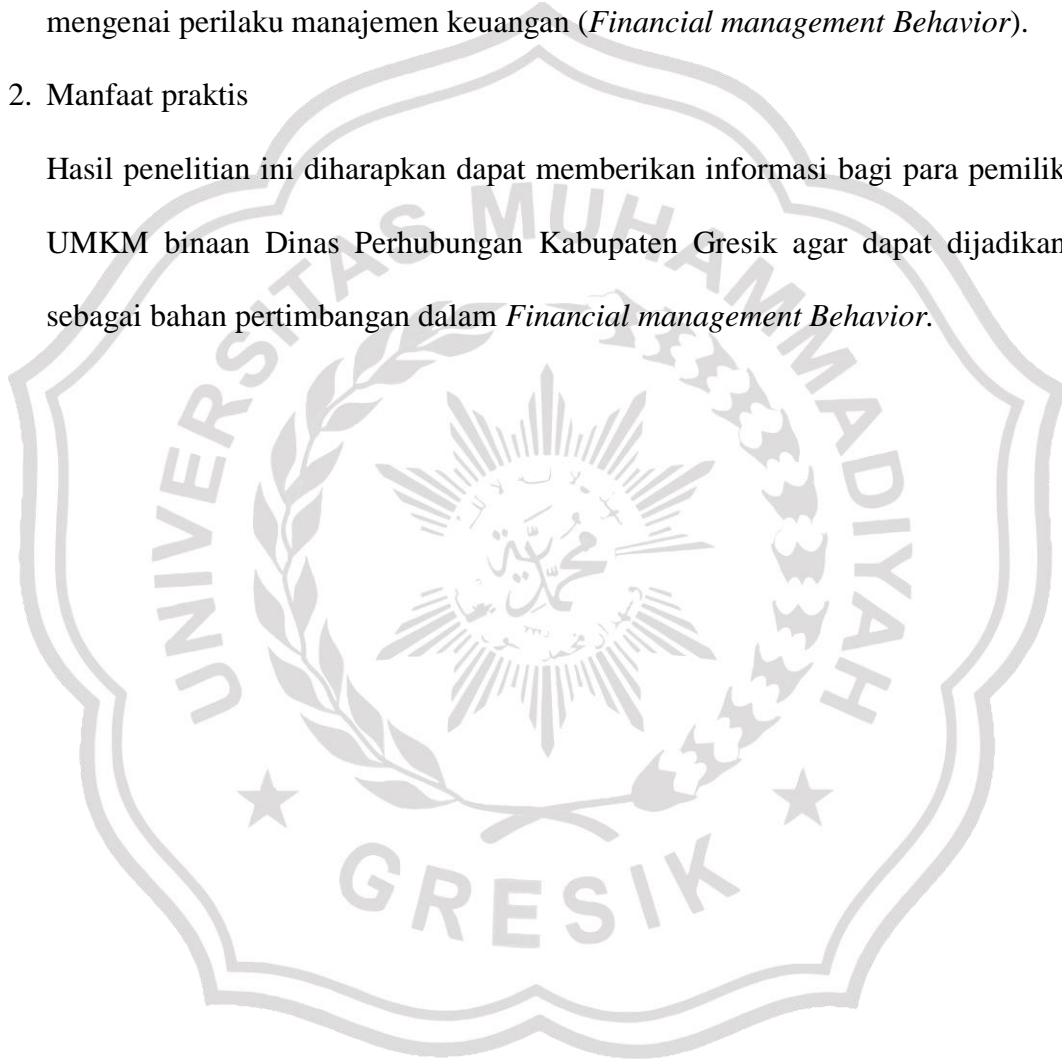 mengenai perilaku manajemen keuangan (Financial management Behavior).
2. Manfaat praktis
Hasil penelitian ini diharapkan dapat memberikan informasi bagi para pemilik
UMKM binaan Dinas Perhubungan Kabupaten Gresik agar dapat dijadikan
sebagai bahan pertimbangan dalam Financial management Behavior.
UNIVERSITAS MUHAMMADIYAH
GRESIK